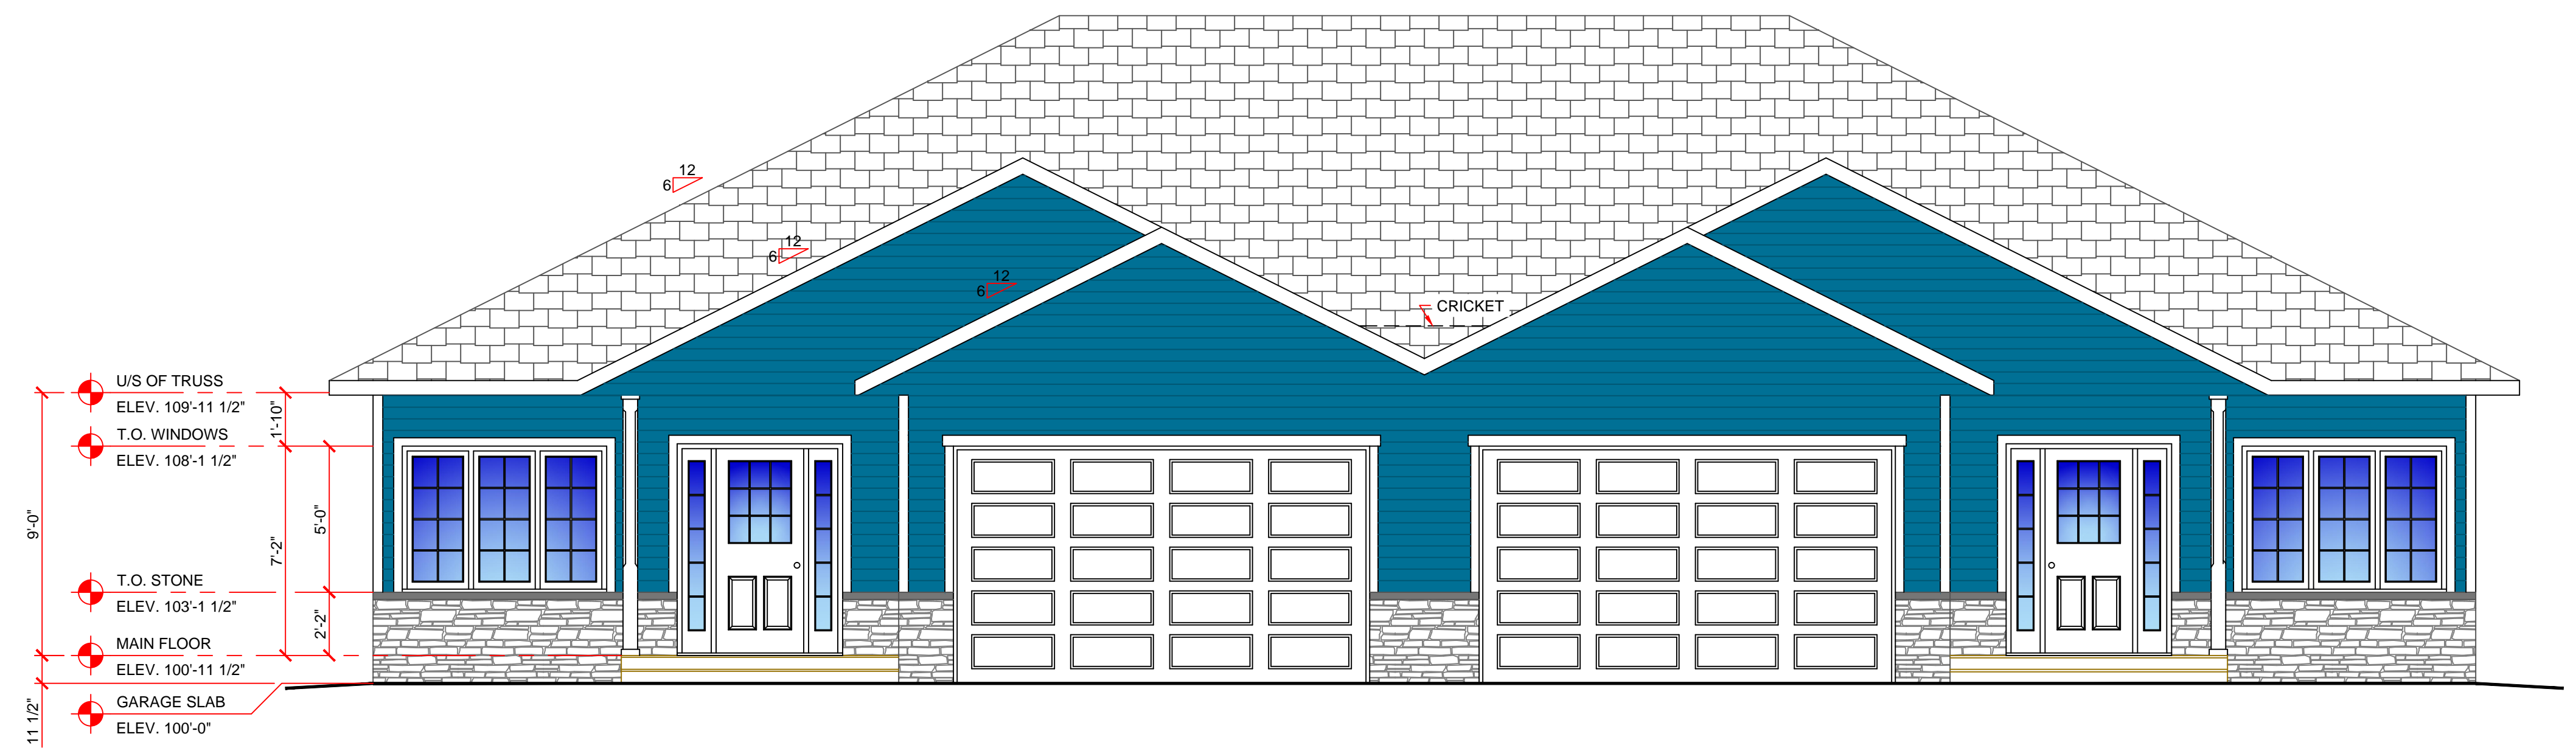 12
6
12
6
12
6
CRICKET
U/S OF TRUSS
ELEV. 109'-11 1/2"
T.O. WINDOWS
ELEV. 108'-1 1/2"
T.O. STONE
ELEV. 103'-1 1/2"
MAIN FLOOR
ELEV. 100'-11 1/2"
GARAGE SLAB
ELEV. 100'-0"
9'-0"
11 1/2"
1'-10"
7'-2"
5'-0"
2'-2"